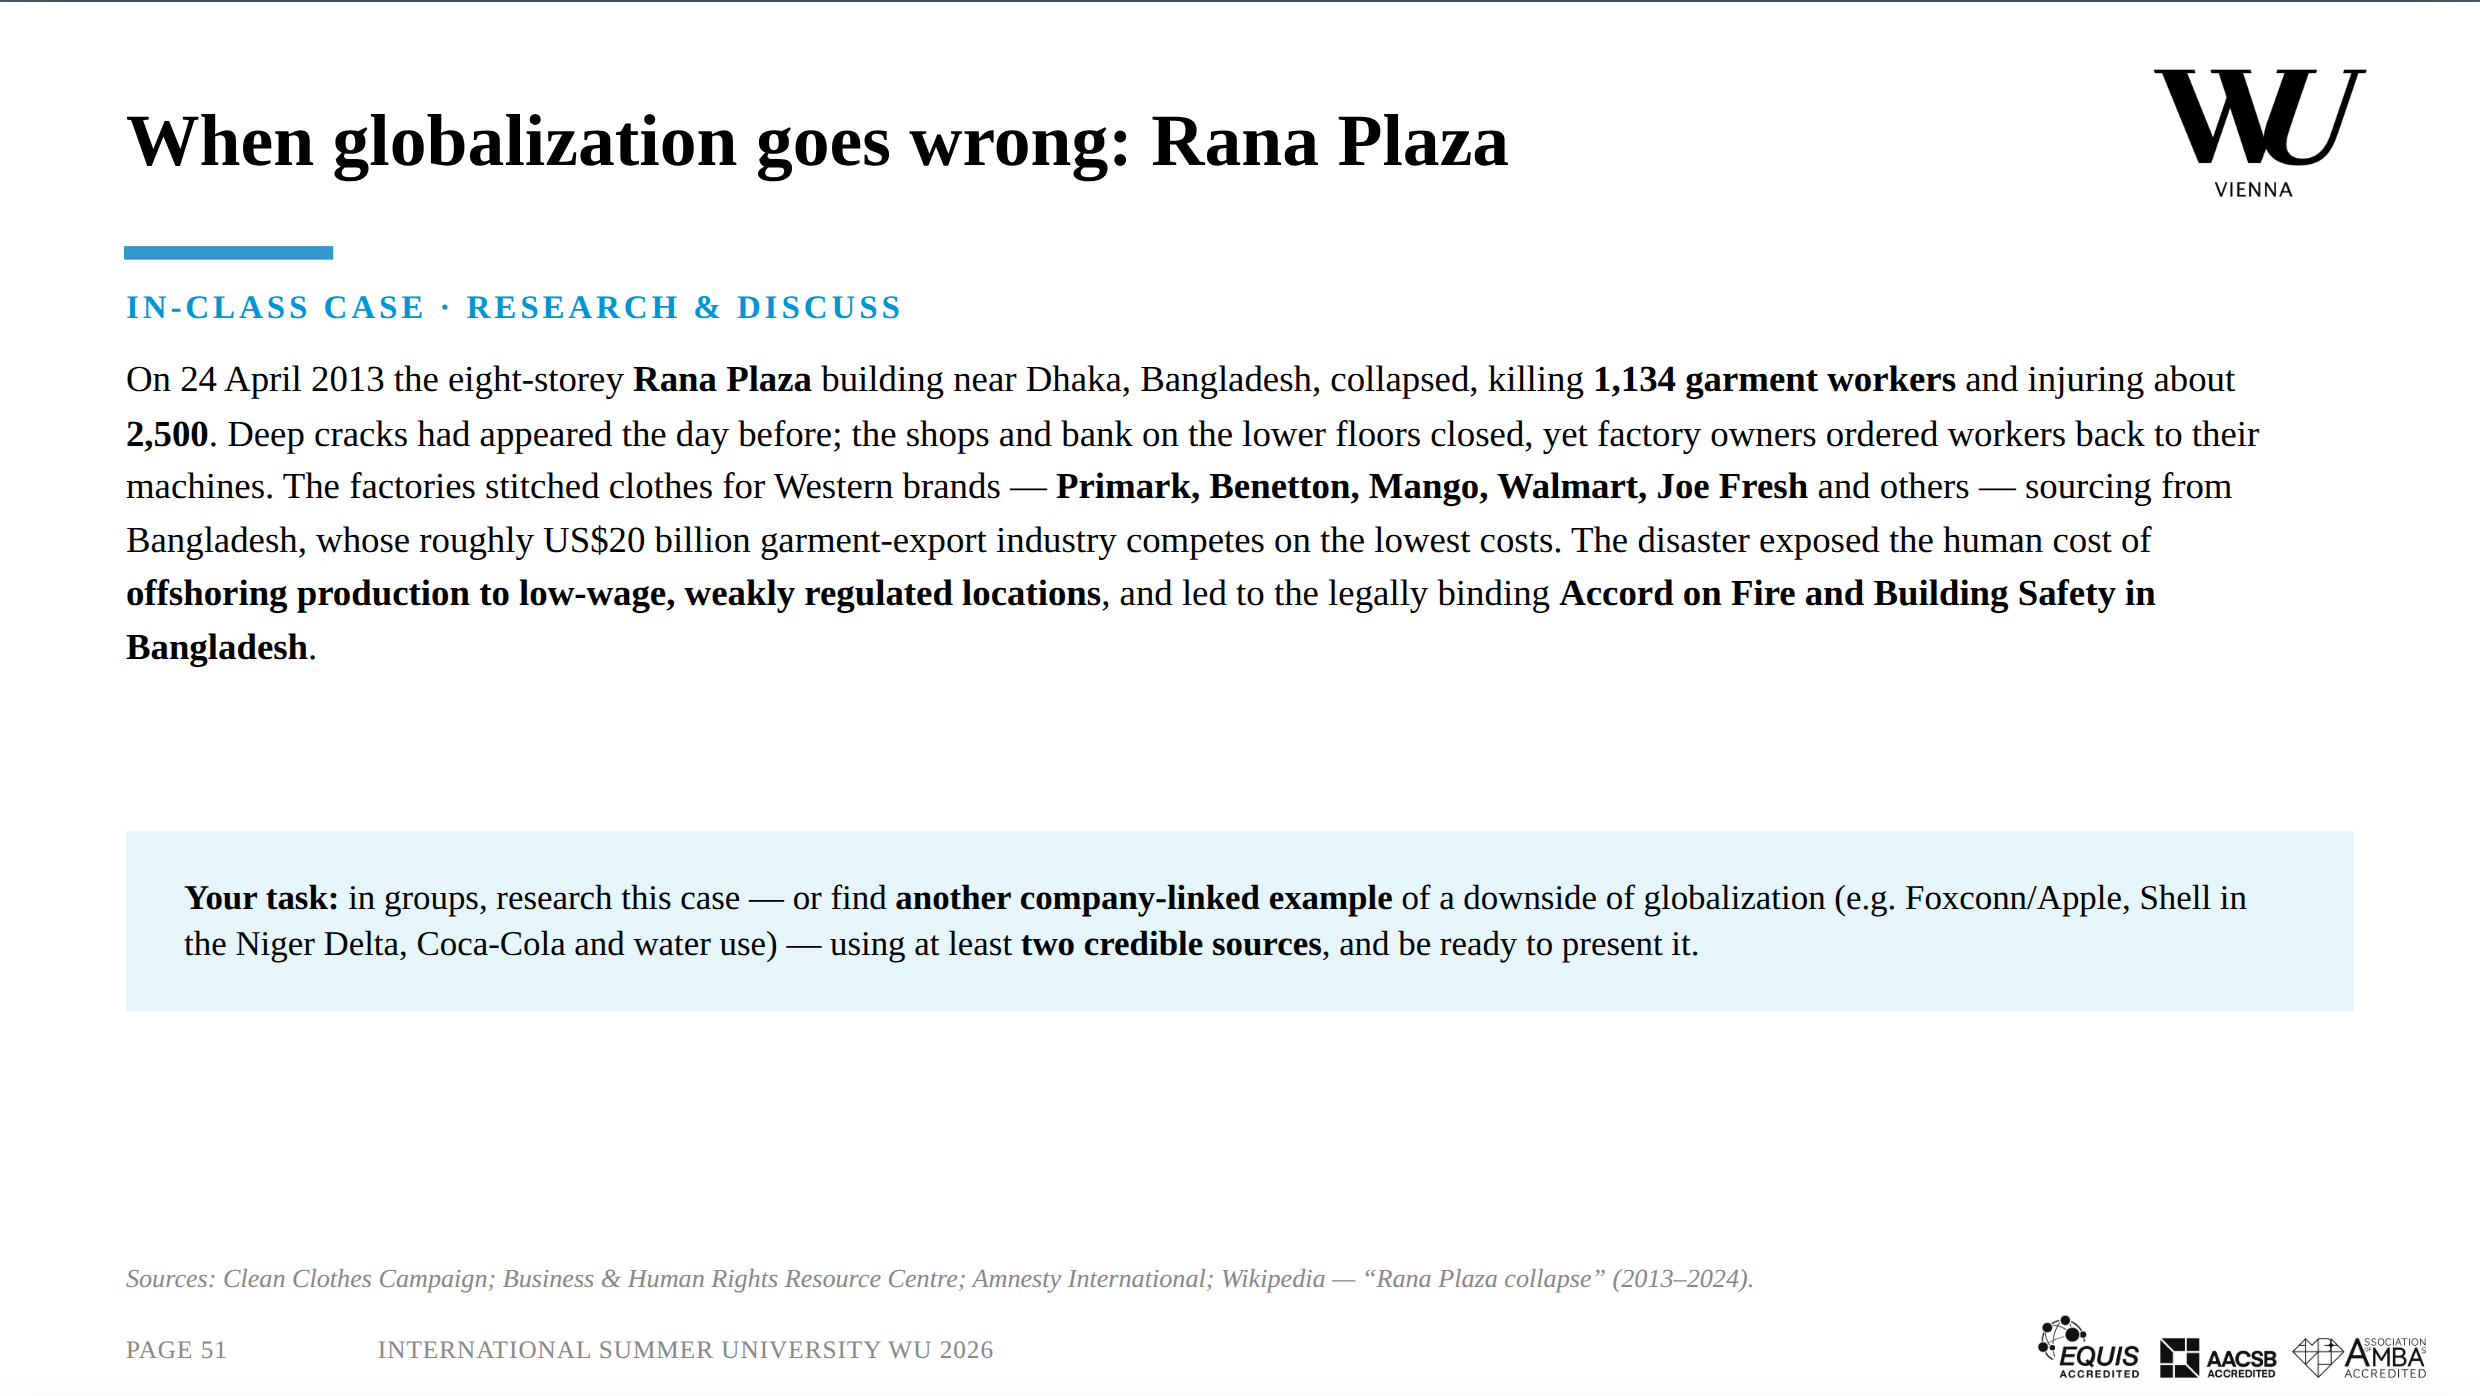 When globalization goes wrong: Rana Plaza
WU
VIENNA
IN-CLASS CASE · RESEARCH & DISCUSS
On 24 April 2013 the eight-storey Rana Plaza building near Dhaka, Bangladesh, collapsed, killing 1,134 garment workers and injuring about
2,500. Deep cracks had appeared the day before; the shops and bank on the lower floors closed, yet factory owners ordered workers back to their
machines. The factories stitched clothes for Western brands — Primark, Benetton, Mango, Walmart, Joe Fresh and others — sourcing from
Bangladesh, whose roughly US$20 billion garment-export industry competes on the lowest costs. The disaster exposed the human cost of
offshoring production to low-wage, weakly regulated locations, and led to the legally binding Accord on Fire and Building Safety in
Bangladesh.
Your task: in groups, research this case — or find another company-linked example of a downside of globalization (e.g. Foxconn/Apple, Shell in
the Niger Delta, Coca-Cola and water use) — using at least two credible sources, and be ready to present it.
Sources: Clean Clothes Campaign; Business & Human Rights Resource Centre; Amnesty International; Wikipedia — “Rana Plaza collapse” (2013–2024).
PAGE 51 INTERNATIONAL SUMMER UNIVERSITY WU 2026
EQUIS
ACCREDITED
AACSB
ACCREDITED
ASSOCIATION
OF
AMBAS
ACCREDITED